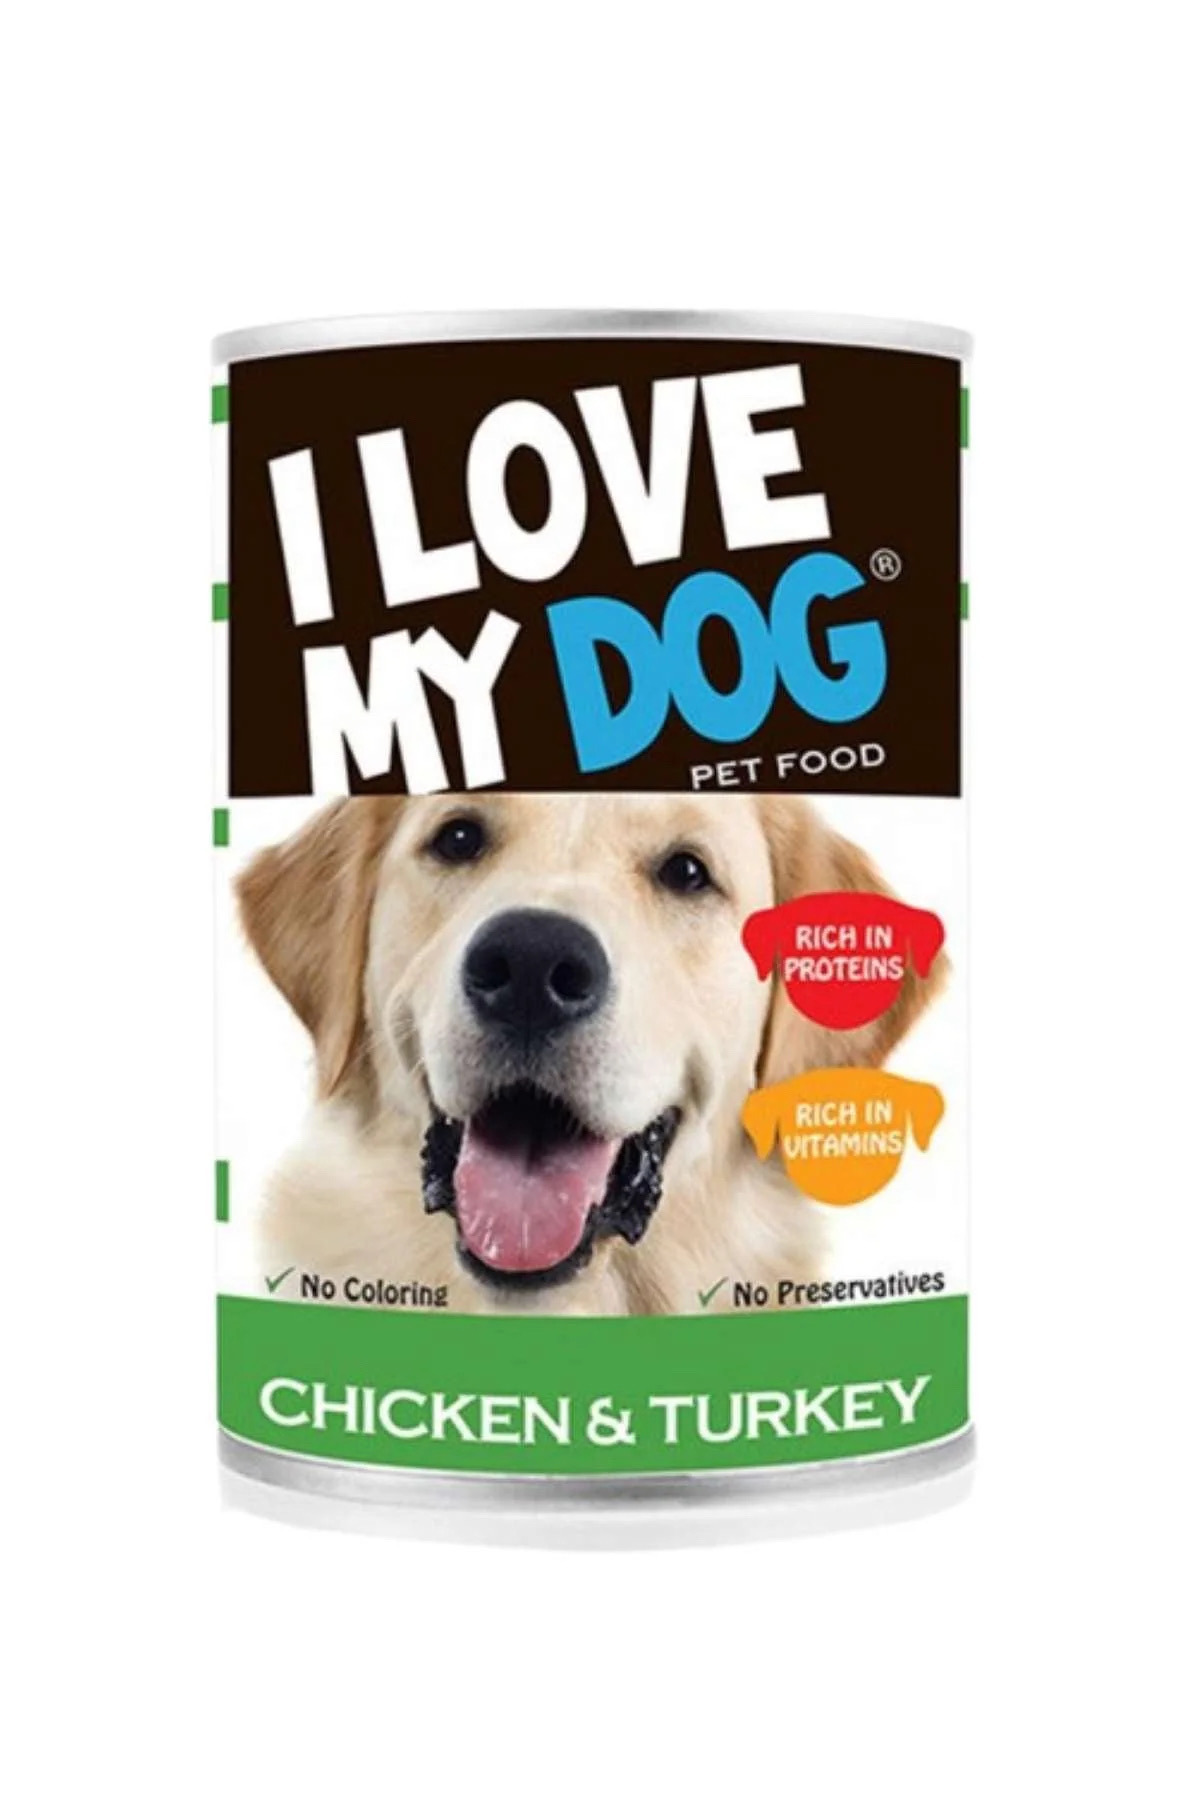 I LOVE
MY DOG®
PET FOOD
RICH IN
PROTEINS
RICH IN
VITAMINS
✓ No Coloring
✓ No Preservatives
CHICKEN & TURKEY